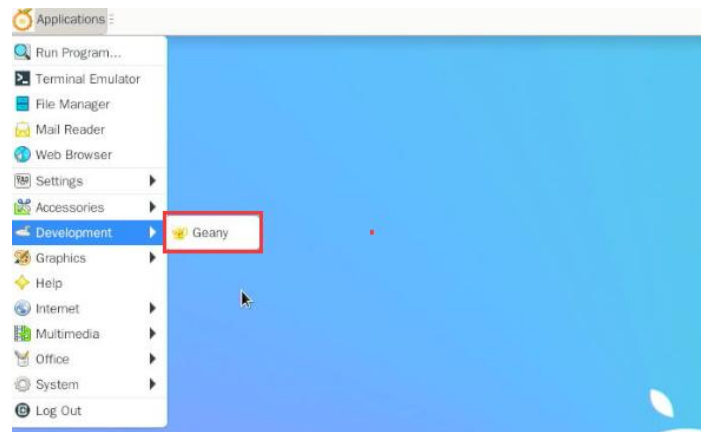 Applications
Run Program...
Terminal Emulator
File Manager
Mail Reader
Web Browser
Settings
Accessories
Development
Geany
Graphics
Help
Internet
Multimedia
Office
System
Log Out